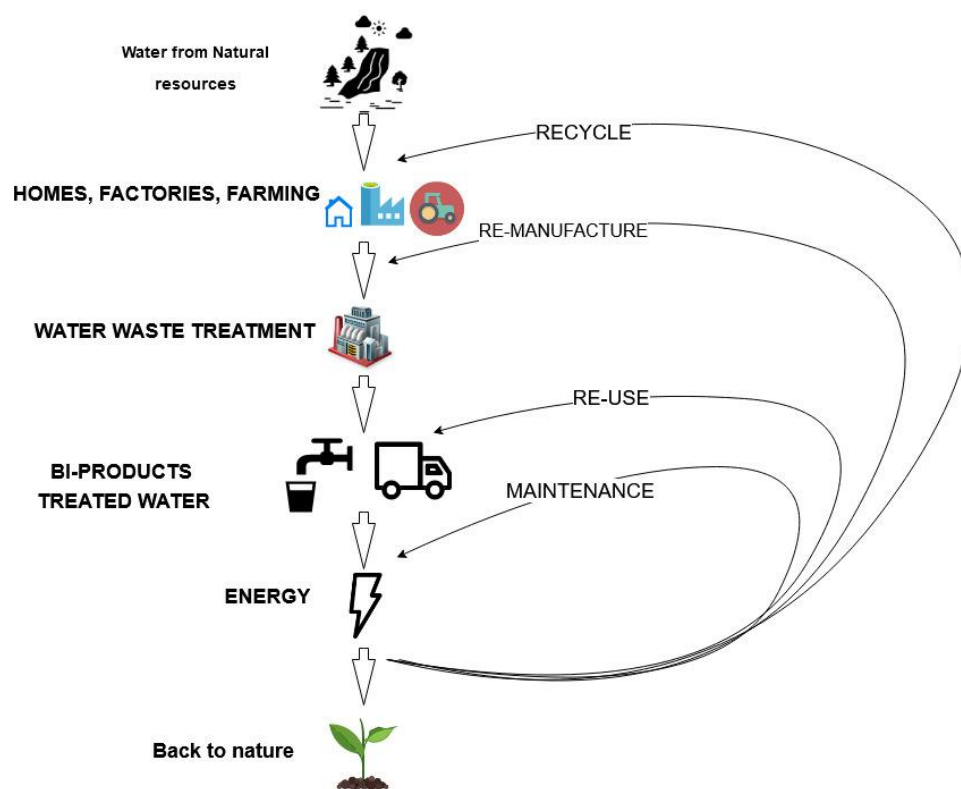 Water from Natural
resources
RECYCLE
HOMES, FACTORIES, FARMING
RE-MANUFACTURE
WATER WASTE TREATMENT
RE-USE
BI-PRODUCTS
TREATED WATER
MAINTENANCE
ENERGY
Back to nature